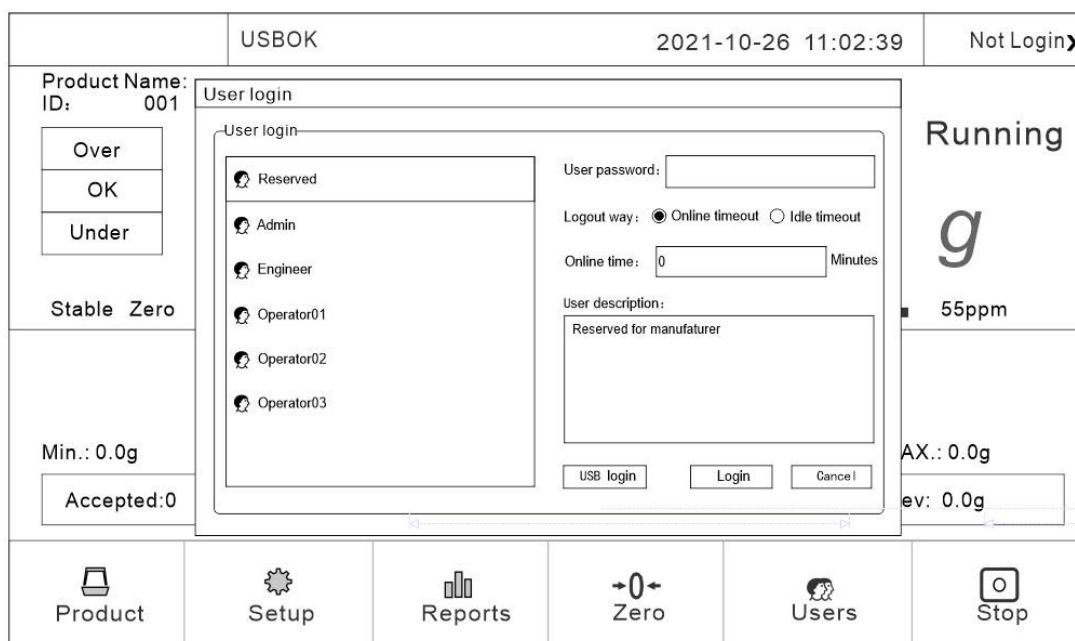 USBOK 2021-10-26 11:02:39 Not Login
Product Name:
ID: 001
Over
OK
Under
Stable Zero
Min.: 0.0g
Accepted:0
User login
User login
Reserved
Admin
Engineer
Operator01
Operator02
Operator03
User password:
Logout way: Online timeout Idle timeout
Online time: 0 Minutes
User description:
Reserved for manufaturer
USB login Login Cancel
Running
g
55ppm
AX.: 0.0g
ev: 0.0g
Product Setup Reports →0← Zero Users Stop